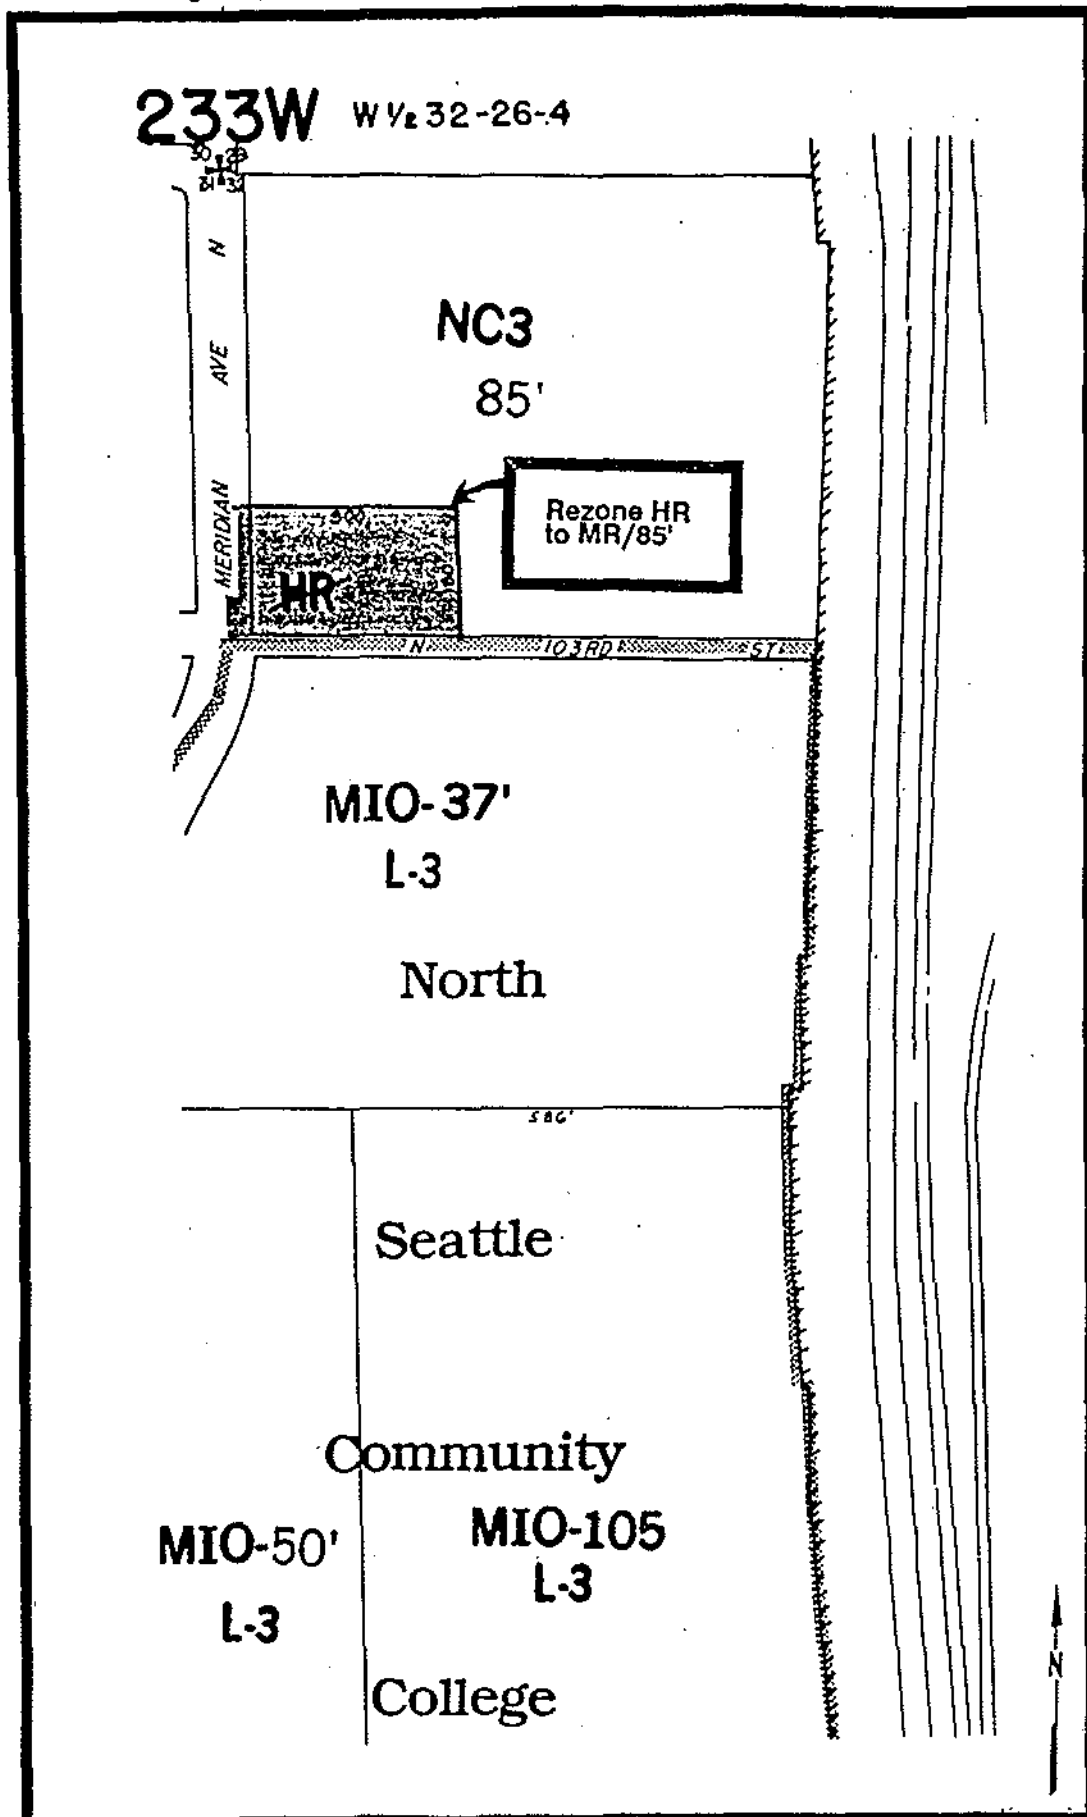 233W W 1/2 32-26-4
30 29
31 32
MERIDIAN AVE N
NC3
85'
Rezone HR
to MR/85'
HR
N 103RD ST
MIO-37'
L-3
North
586'
Seattle
Community
MIO-50'
L-3
MIO-105
L-3
College
N